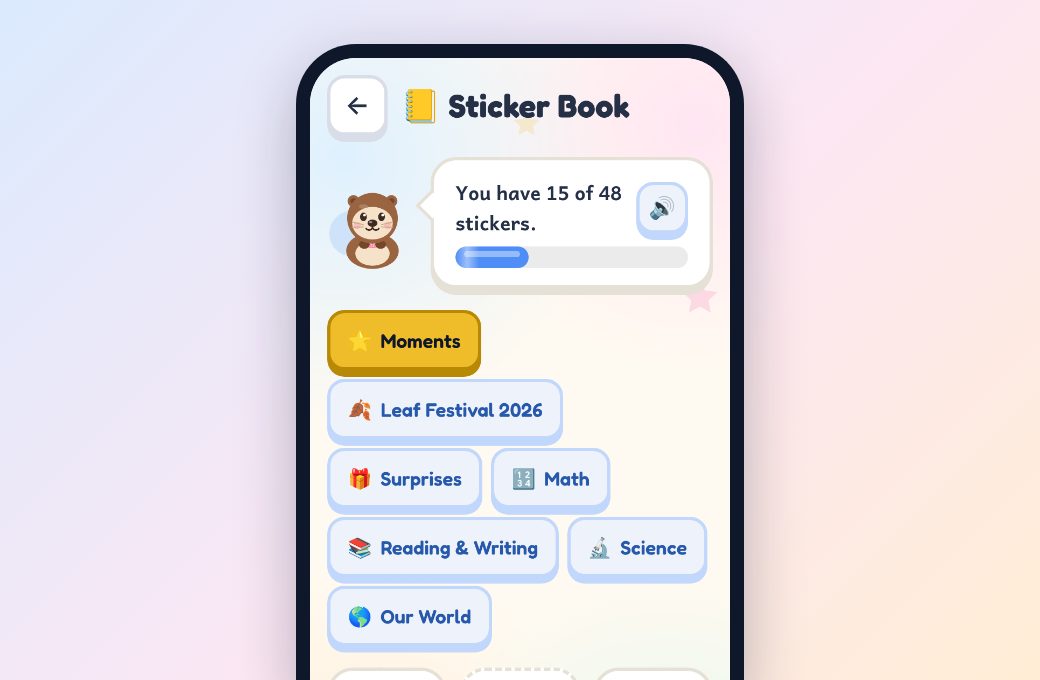 Sticker Book
You have 15 of 48
stickers.
Moments
Leaf Festival 2026
Surprises
Math
Reading & Writing
Science
Our World